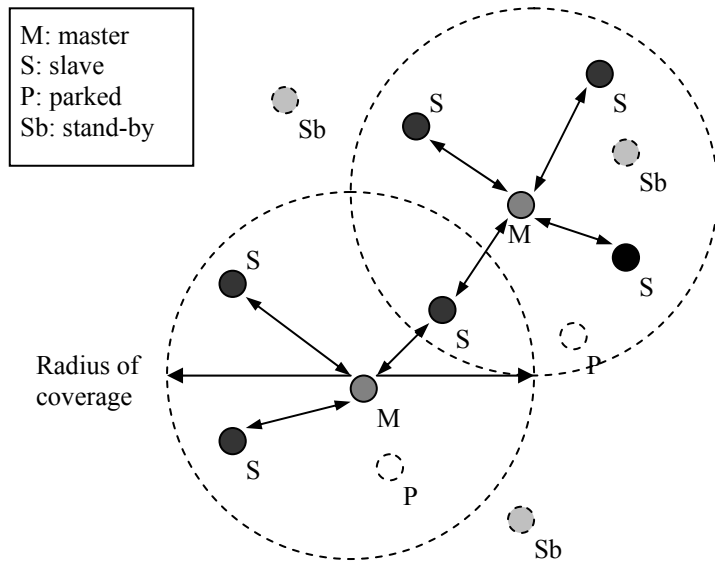 M: master
S: slave
P: parked
Sb: stand-by
S
S
Sb
Sb
M
S
S
S
P
Radius of
coverage
M
S
P
Sb